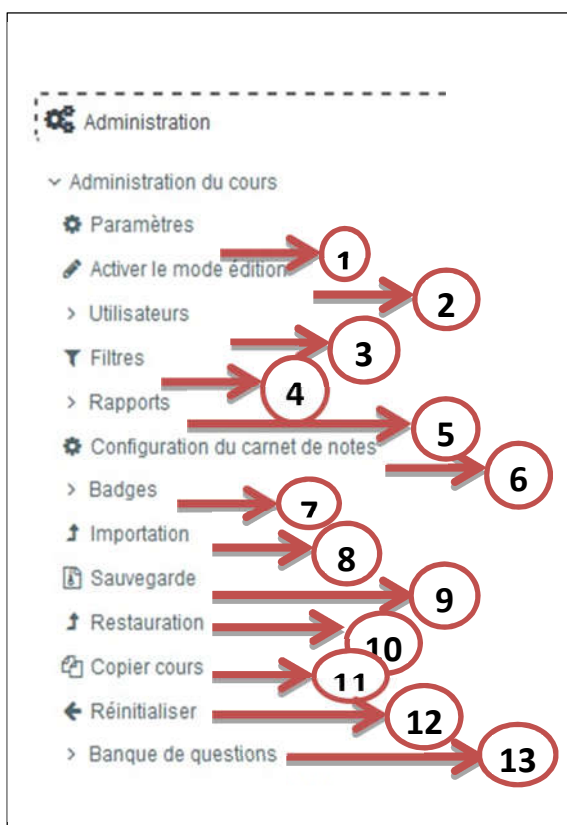 Administration
Administration du cours
Paramètres
1
Activer le mode édition
2
Utilisateurs
3
Filtres
4
Rapports
5
Configuration du carnet de notes
6
Badges
7
Importation
8
Sauvegarde
9
Restauration
10
Copier cours
11
Réinitialiser
12
Banque de questions
13